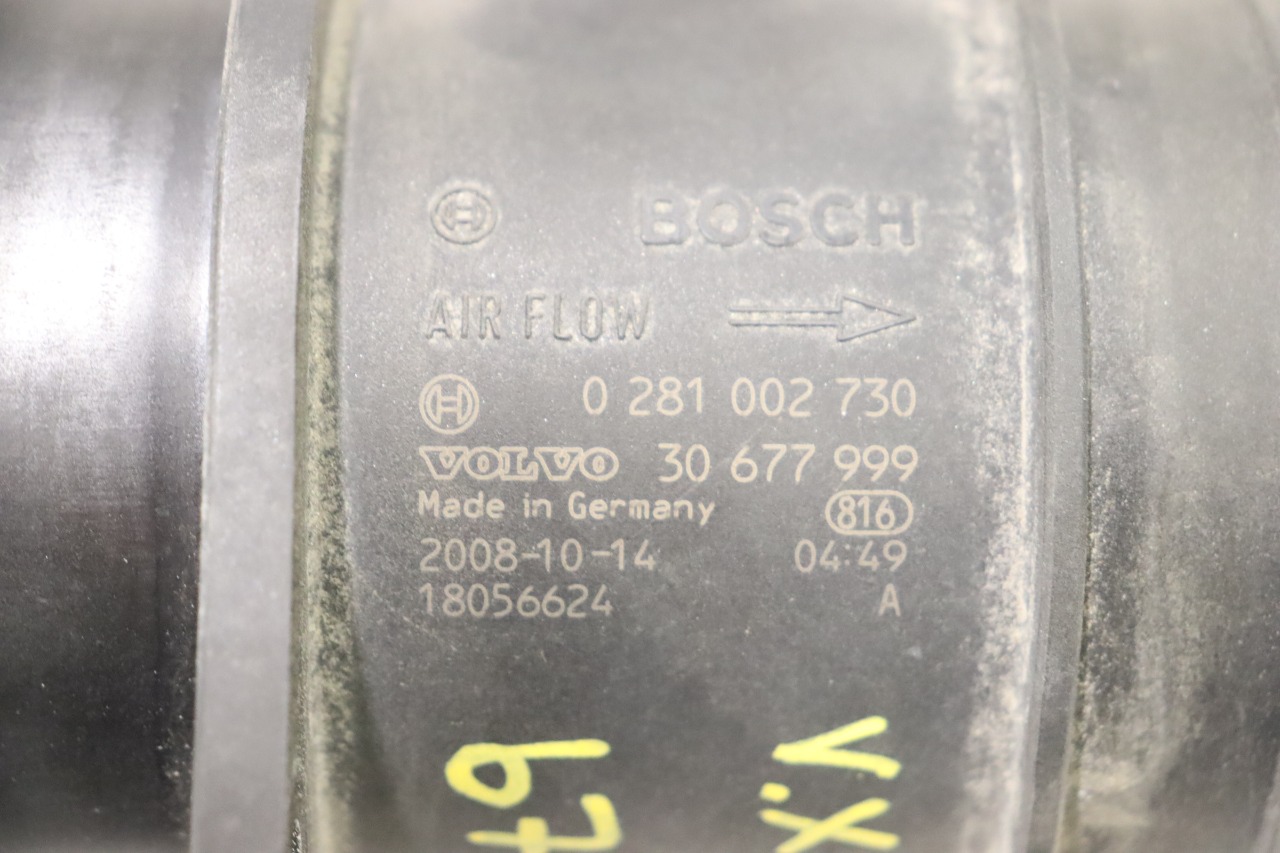 BOSCH
AIR FLOW
0 281 002 730
VOLVO 30 677 999
Made in Germany 816
2008-10-14 04:49
18056624 A